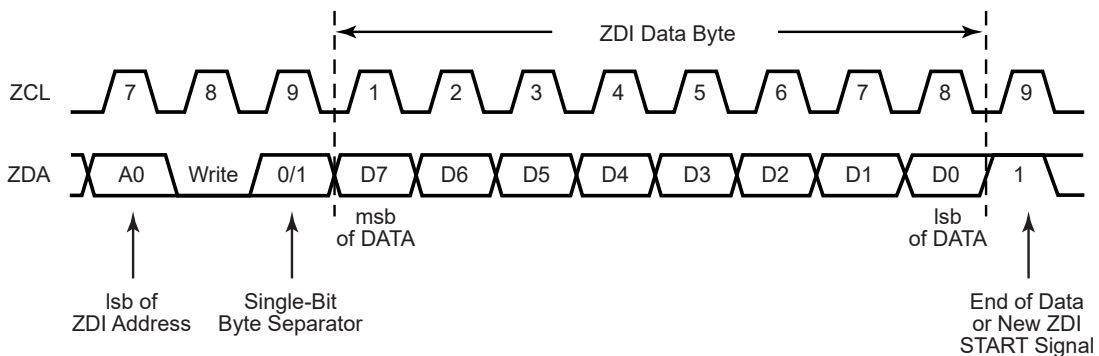 ZDI Data Byte
ZCL 7 8 9 1 2 3 4 5 6 7 8 9
ZDA A0 Write 0/1 D7 D6 D5 D4 D3 D2 D1 D0 1
msb
of DATA
lsb
of DATA
lsb of
ZDI Address
Single-Bit
Byte Separator
End of Data
or New ZDI
START Signal